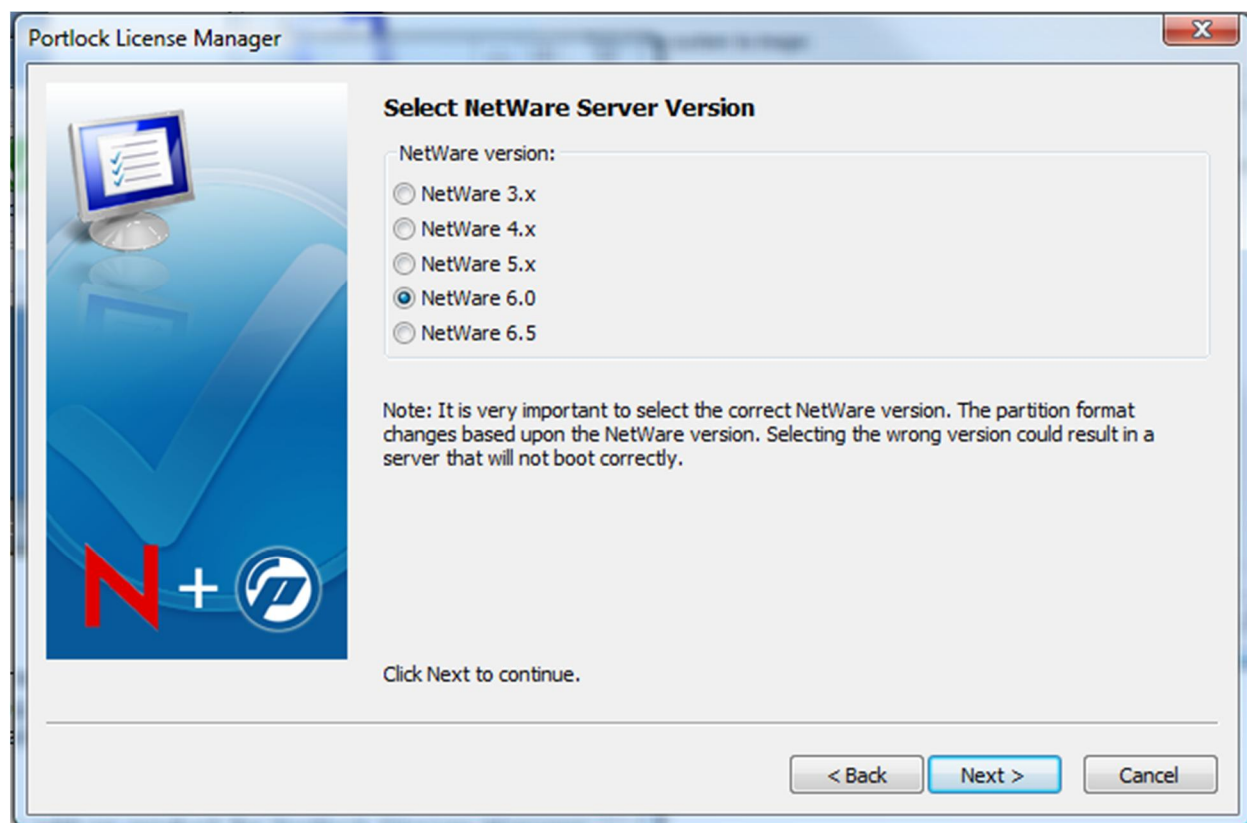 Portlock License Manager
Select NetWare Server Version
NetWare version:
NetWare 3.x
NetWare 4.x
NetWare 5.x
NetWare 6.0
NetWare 6.5
Note: It is very important to select the correct NetWare version. The partition format
changes based upon the NetWare version. Selecting the wrong version could result in a
server that will not boot correctly.
N +
Click Next to continue.
< Back
Next >
Cancel